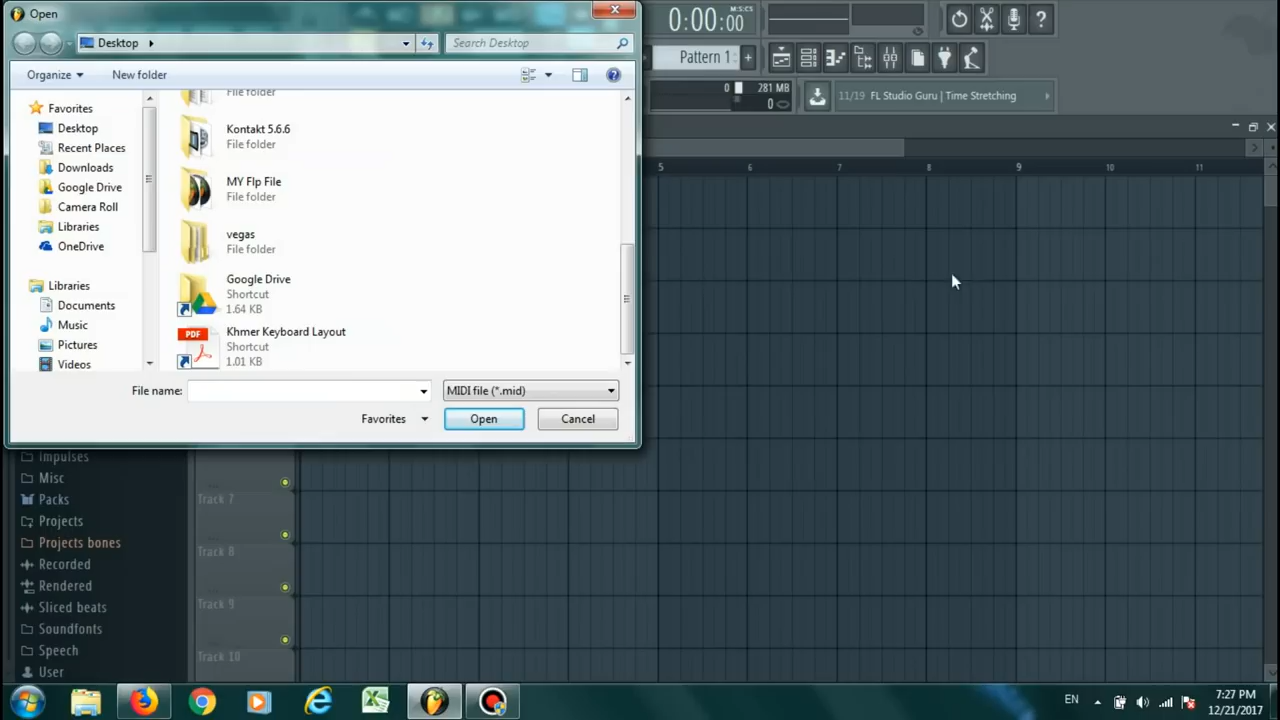 Open
0:00:00
M:S:CS
Desktop
Search Desktop
Pattern 1
Organize
New folder
0
281 MB
0
11/19 FL Studio Guru | Time Stretching
Favorites
Desktop
Recent Places
Downloads
Google Drive
Camera Roll
Libraries
OneDrive
Libraries
Documents
Music
Pictures
Videos
File folder
Kontakt 5.6.6
File folder
MY Flp File
File folder
vegas
File folder
Google Drive
Shortcut
1.64 KB
PDF
Khmer Keyboard Layout
Shortcut
1.01 KB
5 6 7 8 9 10 11
File name:
MIDI file (*.mid)
Favorites
Open
Cancel
Impulses
Misc
Packs
Projects
Projects bones
Recorded
Rendered
Sliced beats
Soundfonts
Speech
User
Track 7
Track 8
Track 9
Track 10
EN
7:27 PM
12/21/2017